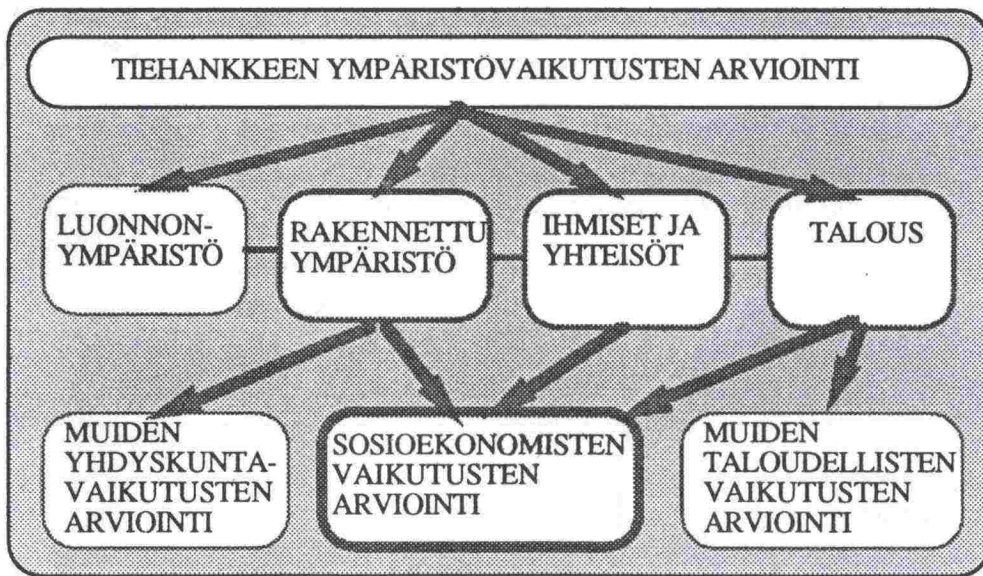 TIEHANKKEEN YMPÄRISTÖVAIKUTUSTEN ARVIOINTI
LUONNON-
YMPÄRISTÖ
RAKENNETTU
YMPÄRISTÖ
IHMISET JA
YHTEISÖT
TALOUS
MUIDEN
YHDYSKUNTA-
VAIKUTUSTEN
ARVIOINTI
SOSIOEKONOMISTEN
VAIKUTUSTEN
ARVIOINTI
MUIDEN
TALOUDELLISTEN
VAIKUTUSTEN
ARVIOINTI